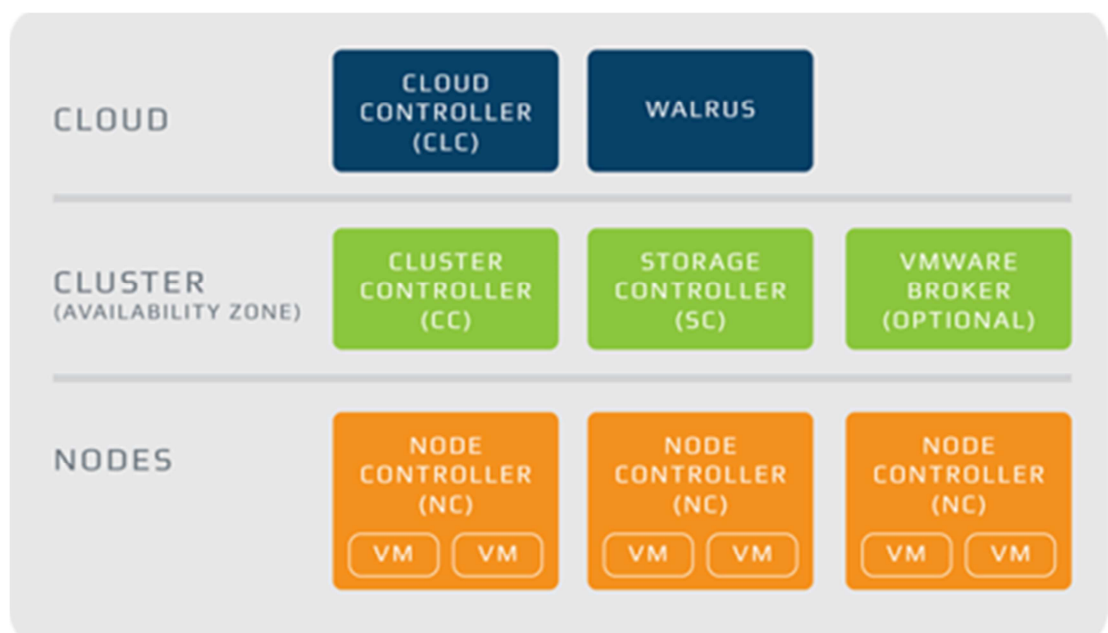 CLOUD
CLOUD
CONTROLLER
(CLC)
WALRUS
CLUSTER
(AVAILABILITY ZONE)
CLUSTER
CONTROLLER
(CC)
STORAGE
CONTROLLER
(SC)
VMWARE
BROKER
(OPTIONAL)
NODES
NODE
CONTROLLER
(NC)
VM
VM
NODE
CONTROLLER
(NC)
VM
VM
NODE
CONTROLLER
(NC)
VM
VM